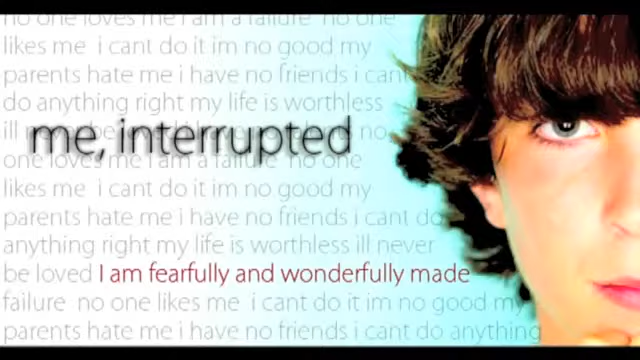 no one loves me i am a failure no one
likes me i cant do it im no good my
parents hate me i have no friends i cant
do anything right my life is worthless
ill no
me, interrupted
one loves me i am a failure no one
likes me i cant do it im no good my
parents hate me i have no friends i cant do
anything right my life is worthless ill never
be loved I am fearfully and wonderfully made
failure no one likes me i cant do it im no good my
parents hate me i have no friends i cant do anything